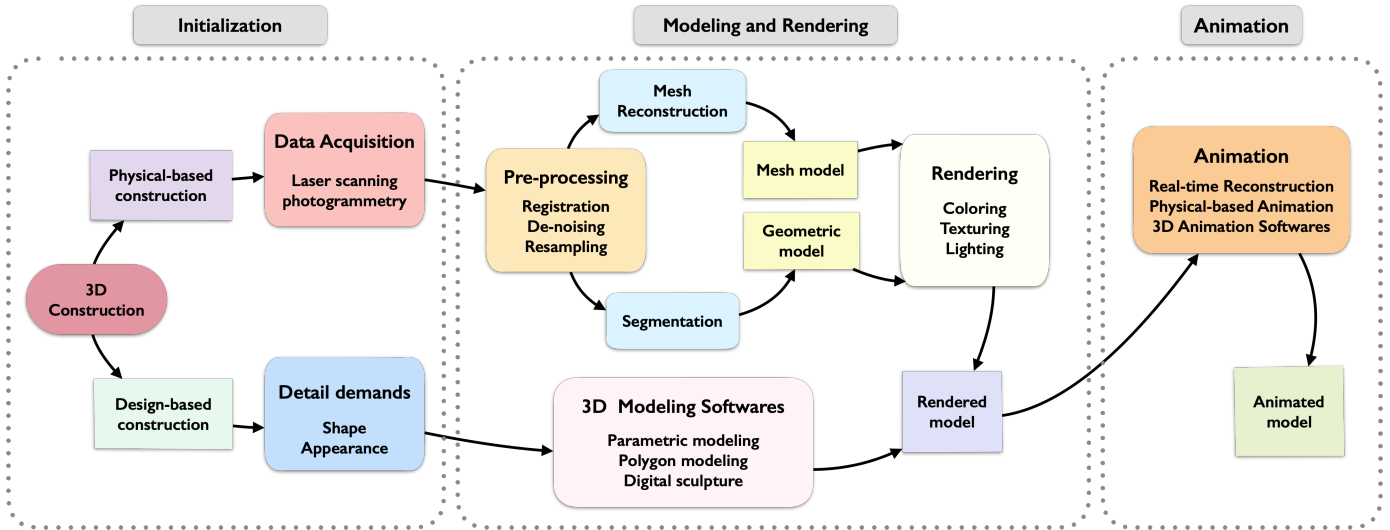 Initialization
Modeling and Rendering
Animation
3D
Construction
Physical-based
construction
Data Acquisition
Laser scanning
photogrammetry
Design-based
construction
Detail demands
Shape
Appearance
Pre-processing
Registration
De-noising
Resampling
Mesh
Reconstruction
Mesh model
Segmentation
Geometric
model
Rendering
Coloring
Texturing
Lighting
3D Modeling Softwares
Parametric modeling
Polygon modeling
Digital sculpture
Rendered
model
Animation
Real-time Reconstruction
Physical-based Animation
3D Animation Softwares
Animated
model